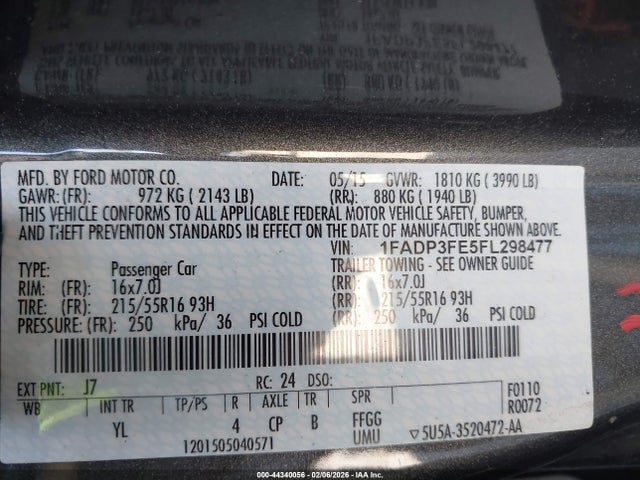 MFD. BY FORD MOTOR CO. DATE: 05/15 GVWR: 1810 KG ( 3990 LB)
GAWR: (FR): 972 KG ( 2143 LB) (RR): 880 KG ( 1940 LB)
THIS VEHICLE CONFORMS TO ALL APPLICABLE FEDERAL MOTOR VEHICLE SAFETY, BUMPER,
AND THEFT PREVENTION STANDARDS IN EFFECT ON THE DATE OF MANUFACTURE SHOWN ABOVE.
VIN: 1FADP3FE5FL298477
TYPE: Passenger Car TRAILER TOWING - SEE OWNER GUIDE
RIM: (FR): 16x7.0J (RR): 16x7.0J
TIRE: (FR): 215/55R16 93H (RR): 215/55R16 93H
PRESSURE: (FR): 250 kPa/ 36 PSI COLD (RR): 250 kPa/ 36 PSI COLD
EXT PNT: J7 RC: 24 DSO:
WB INT TR TP/PS R AXLE TR SPR F0110
R0072
YL 4 CP B FFGG
UMU
1201505040571 ▽5U5A-3520472-AA
000-44340056 | 02/06/2026 | IAA Inc.